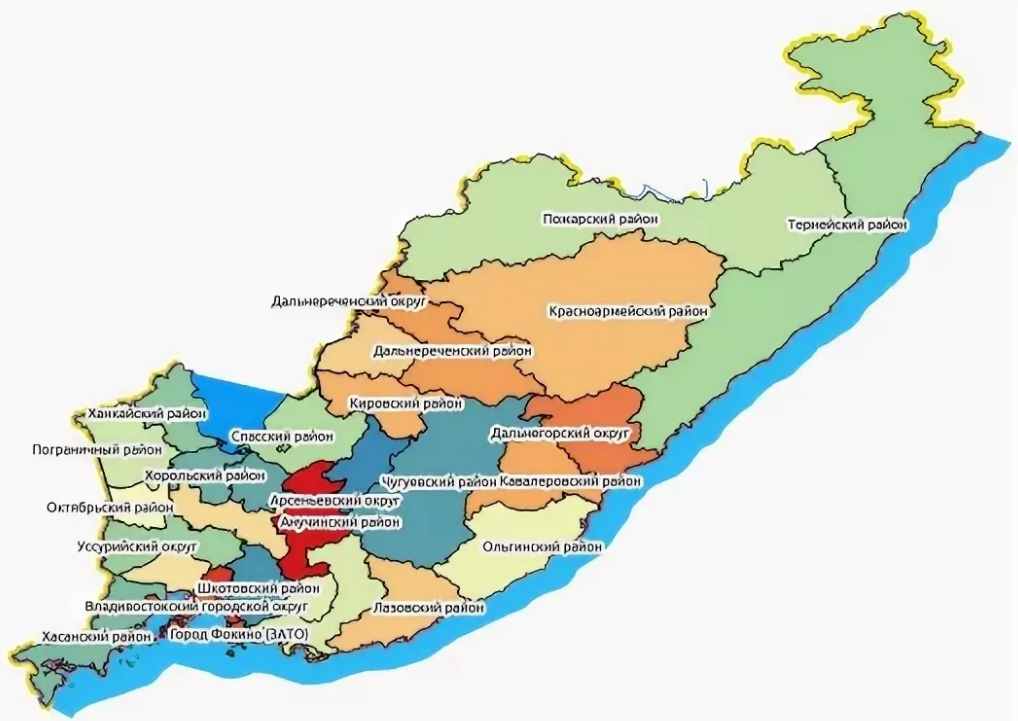 Пожарский район
Тернейский район
Дальнереченский округ
Красноармейский район
Дальнереченский район
Кировский район
Ханкайский район
Спасский район
Дальнегорский округ
Пограничный район
Хорольский район
Чугуевский район
Кавалеровский район
Арсеньевский округ
Октябрьский район
Анучинский район
Уссурийский округ
Ольгинский район
Шкотовский район
Владивостокский городской округ
Лазовский район
Хасанский район
Город Фокино (ЗАТО)